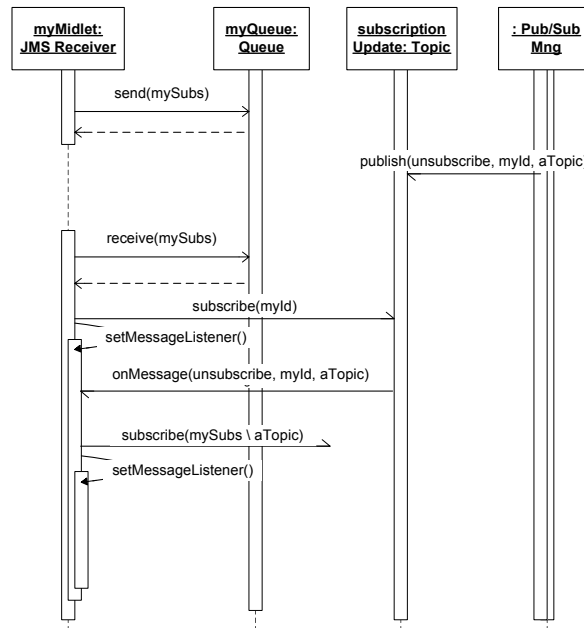 myMidlet:
JMS Receiver
myQueue:
Queue
subscription
Update: Topic
: Pub/Sub
Mng
send(mySubs)
publish(unsubscribe, myId, aTopic)
receive(mySubs)
subscribe(myId)
setMessageListener()
onMessage(unsubscribe, myId, aTopic)
subscribe(mySubs \ aTopic)
setMessageListener()